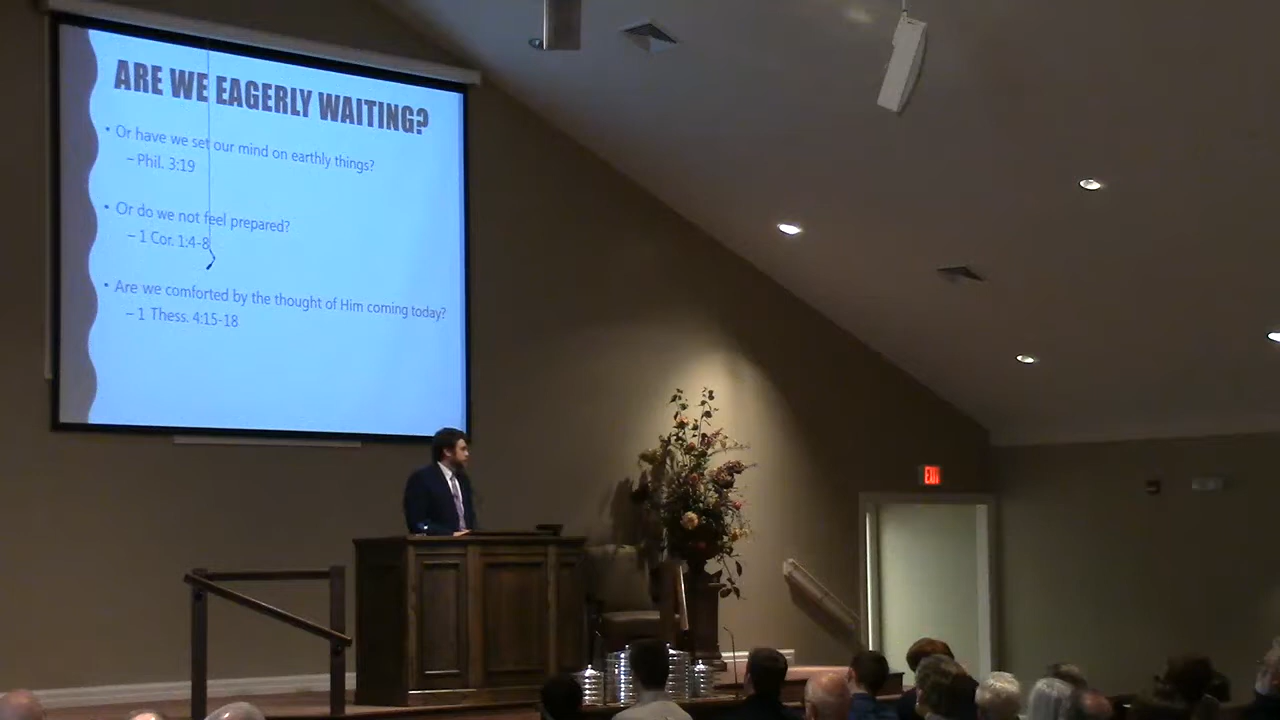 ARE WE EAGERLY WAITING?
• Or have we set our mind on earthly things?
– Phil. 3:19
• Or do we not feel prepared?
– 1 Cor. 1:4-8
• Are we comforted by the thought of Him coming today?
– 1 Thess. 4:15-18
EXIT